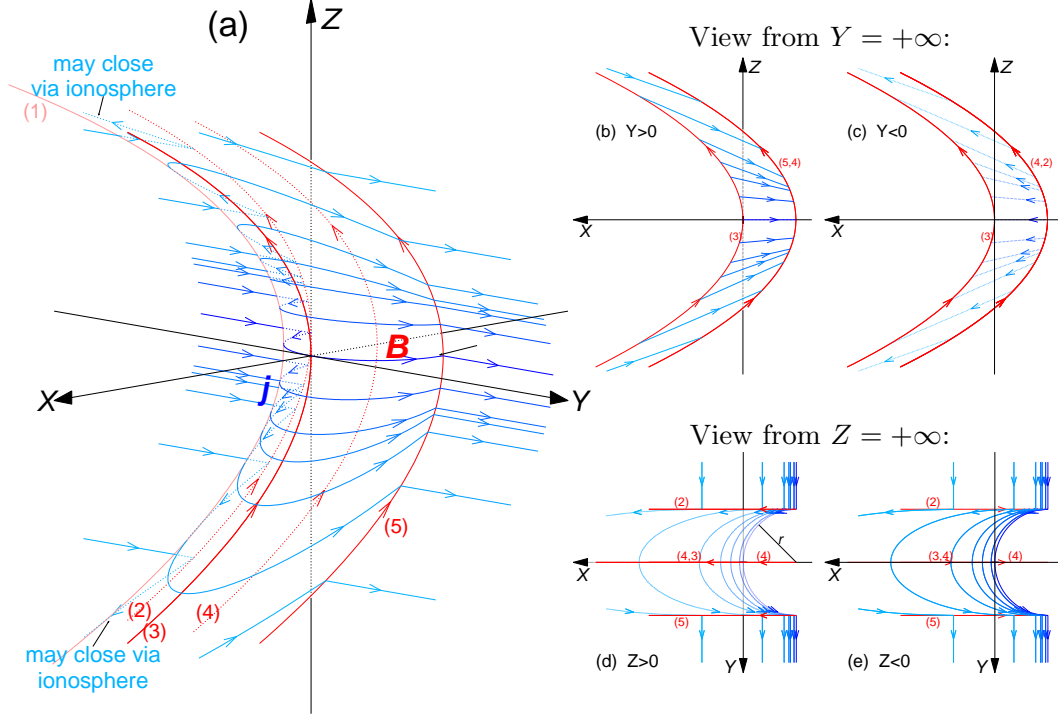 (a)
Z
may close
via ionosphere
(1)
B
X
j
Y
(5)
(2)
(3)
(4)
may close via
ionosphere
View from Y = +∞:
Z
Z
(b) Y>0
(c) Y<0
(5,4)
(4,2)
X
(3)
X
(3)
View from Z = +∞:
(2)
(2)
r
(4,3)
(4)
(3,4)
(4)
X
X
(5)
(5)
(d) Z>0
Y
(e) Z<0
Y